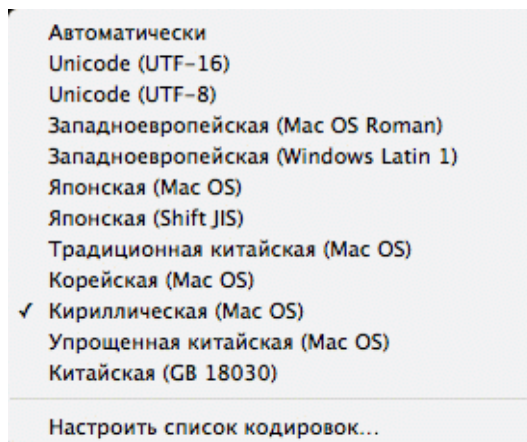 Автоматически
Unicode (UTF-16)
Unicode (UTF-8)
Западноевропейская (Mac OS Roman)
Западноевропейская (Windows Latin 1)
Японская (Mac OS)
Японская (Shift JIS)
Традиционная китайская (Mac OS)
Корейская (Mac OS)
✓ Кириллическая (Mac OS)
Упрощенная китайская (Mac OS)
Китайская (GB 18030)
Настроить список кодировок...